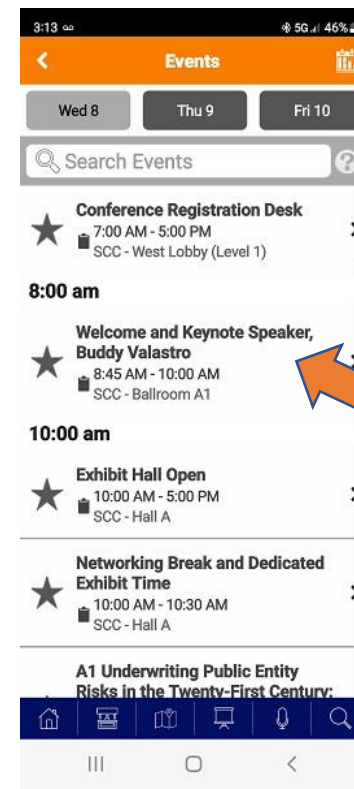 3:13
5G 46%
Events
Wed 8 Thu 9 Fri 10
Search Events ?
Conference Registration Desk
7:00 AM - 5:00 PM
SCC - West Lobby (Level 1)
8:00 am
Welcome and Keynote Speaker,
Buddy Valastro
8:45 AM - 10:00 AM
SCC - Ballroom A1
10:00 am
Exhibit Hall Open
10:00 AM - 5:00 PM
SCC - Hall A
Networking Break and Dedicated
Exhibit Time
10:00 AM - 10:30 AM
SCC - Hall A
A1 Underwriting Public Entity
Risks in the Twenty-First Century: